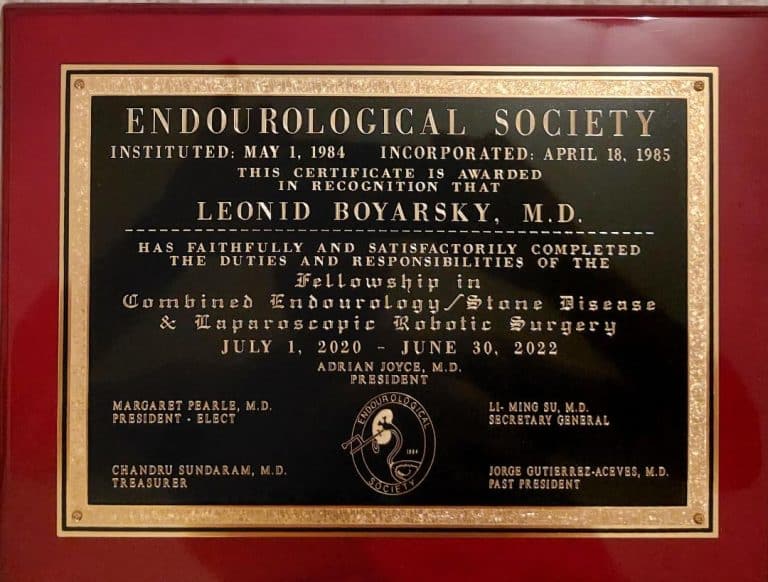 ENDOUROLOGICAL SOCIETY
INSTITUTED: MAY 1, 1984 INCORPORATED: APRIL 18, 1985
THIS CERTIFICATE IS AWARDED
IN RECOGNITION THAT
LEONID BOYARSKY, M.D.
HAS FAITHFULLY AND SATISFACTORILY COMPLETED
THE DUTIES AND RESPONSIBILITIES OF THE
Fellowship in
Combined Endourology/Stone Disease
& Laparoscopic Robotic Surgery
JULY 1, 2020 - JUNE 30, 2022
ADRIAN JOYCE, M.D.
PRESIDENT
MARGARET PEARLE, M.D.
PRESIDENT - ELECT
LI- MING SU, M.D.
SECRETARY GENERAL
ENDOUROLOGICAL
1984
SOCIETY
CHANDRU SUNDARAM, M.D.
TREASURER
JORGE GUTIERREZ-ACEVES, M.D.
PAST PRESIDENT